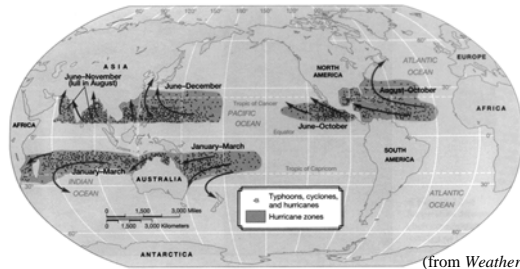 ARCTIC OCEAN
ATLANTIC
OCEAN
EUROPE
ASIA
NORTH
AMERICA
June–November
(lull in August)
June–December
August–October
Tropic of Cancer
PACIFIC
OCEAN
AFRICA
AFRICA
June–October
Equator
January–March
SOUTH
AMERICA
January–March
Tropic of Capricorn
INDIAN
OCEAN
AUSTRALIA
ATLANTIC
OCEAN
Typhoons, cyclones,
and hurricanes
Hurricane zones
0 1,500 3,000 Miles
0 1,500 3,000 Kilometers
ANTARCTICA
(from Weather